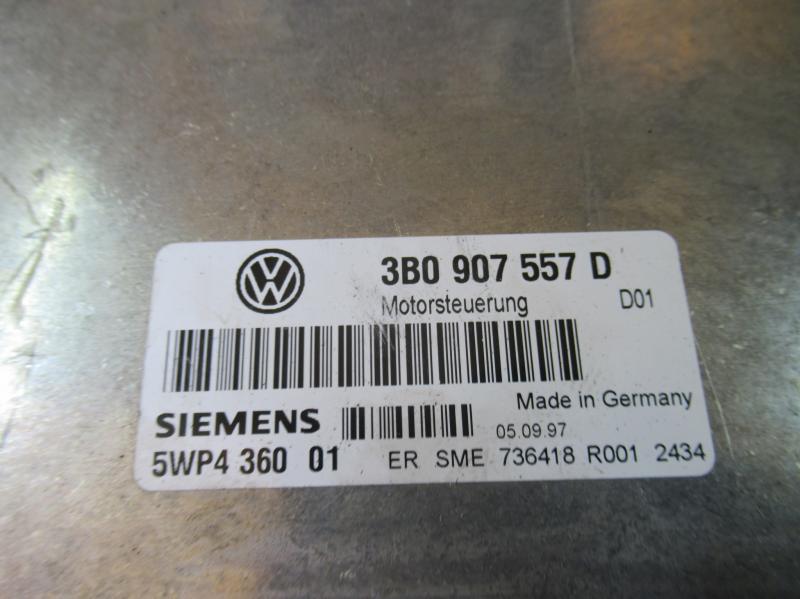 VW
3B0 907 557 D
Motorsteuerung D01
Made in Germany
SIEMENS 05.09.97
5WP4 360 01 ER SME 736418 R001 2434